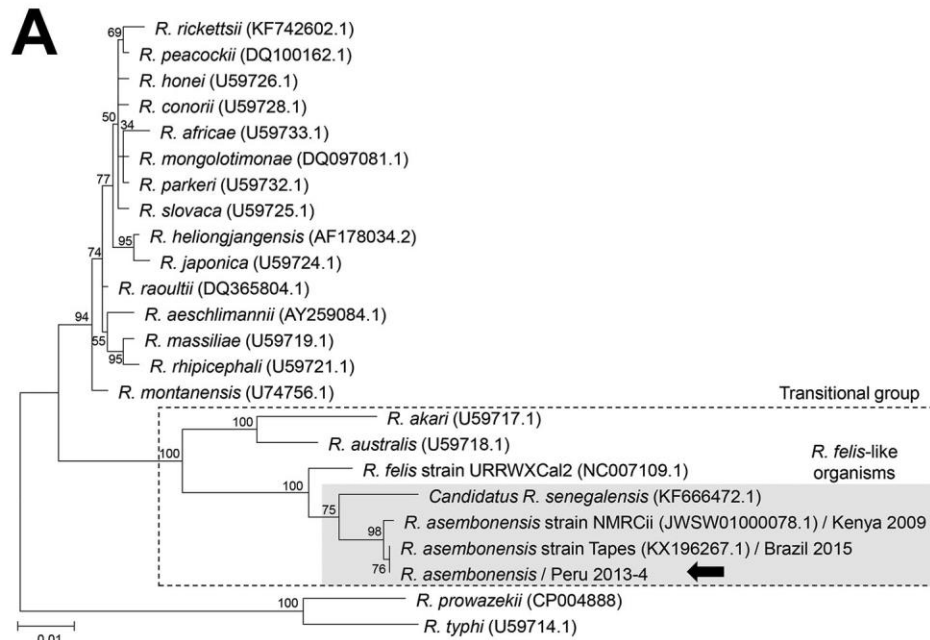 A
69
R. rickettsii (KF742602.1)
R. peacockii (DQ100162.1)
R. honei (U59726.1)
R. conorii (U59728.1)
50
34
R. africae (U59733.1)
R. mongolotimonae (DQ097081.1)
77
R. parkeri (U59732.1)
R. slovaca (U59725.1)
95
R. heliongjangensis (AF178034.2)
74
R. japonica (U59724.1)
R. raoultii (DQ365804.1)
94
R. aeschlimannii (AY259084.1)
55
R. massiliae (U59719.1)
95
R. rhipicephali (U59721.1)
R. montanensis (U74756.1)
Transitional group
100
R. akari (U59717.1)
R. australis (U59718.1)
100
R. felis-like
organisms
100
R. felis strain URRWXCal2 (NC007109.1)
75
Candidatus R. senegalensis (KF666472.1)
98
R. asembonensis strain NMRCii (JWSW01000078.1) / Kenya 2009
R. asembonensis strain Tapes (KX196267.1) / Brazil 2015
76
R. asembonensis / Peru 2013-4
100
R. prowazekii (CP004888)
R. typhi (U59714.1)
0.01